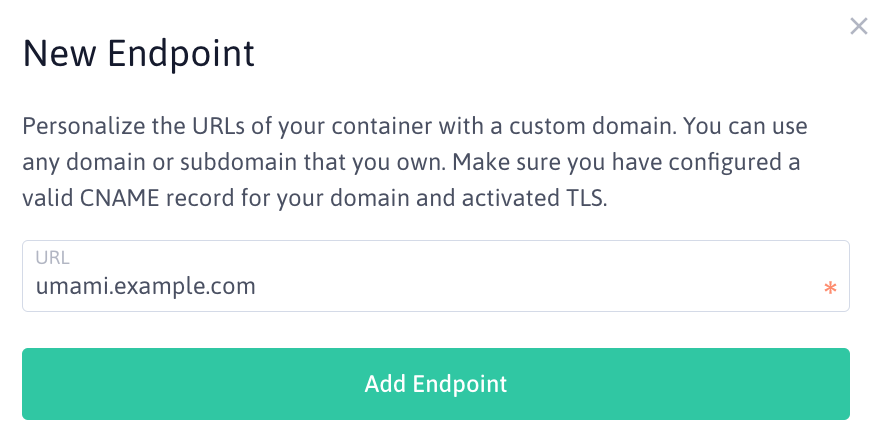 New Endpoint
Personalize the URLs of your container with a custom domain. You can use
any domain or subdomain that you own. Make sure you have configured a
valid CNAME record for your domain and activated TLS.
URL
umami.example.com
*
Add Endpoint